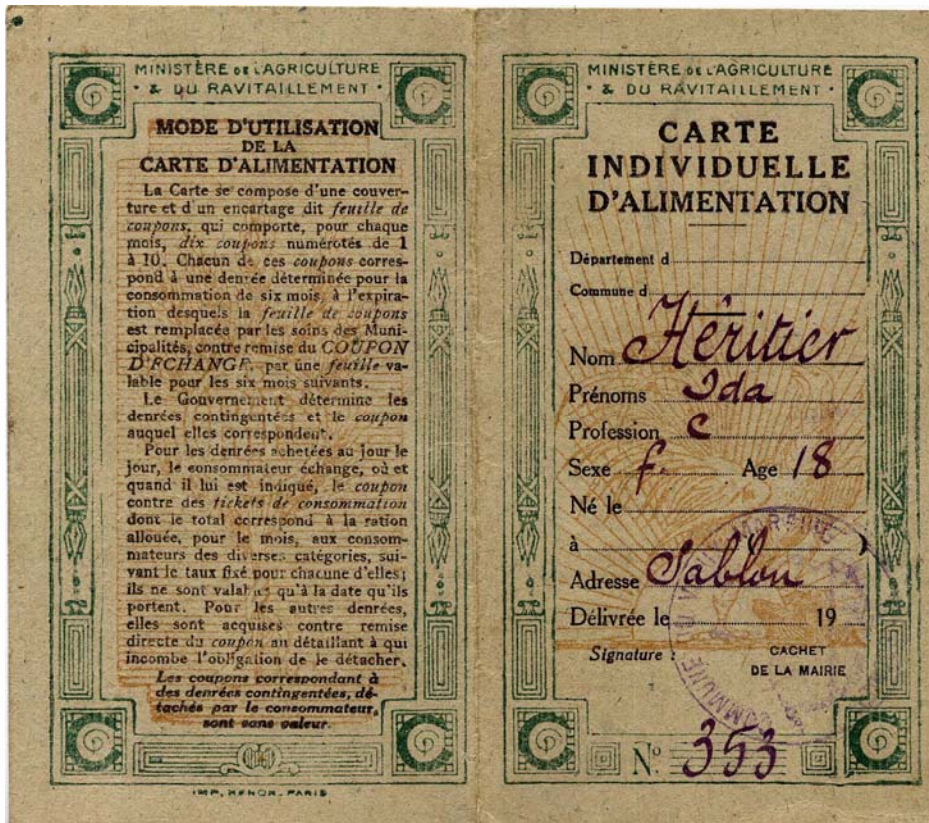 MINISTÈRE DE L'AGRICULTURE
· & DU RAVITAILLEMENT ·
MODE D'UTILISATION
DE LA
CARTE D'ALIMENTATION
La Carte se compose d'une couver-
ture et d'un encartage dit feuille de
coupons, qui comporte, pour chaque
mois, dix coupons numérotés de 1
à 10. Chacun de ces coupons corres-
pond à une denrée déterminée pour la
consommation de six mois, à l'expira-
tion desquels la feuille de coupons
est remplacée par les soins des Muni-
cipalités, contre remise du COUPON
D'ECHANGE, par une feuille va-
lable pour les six mois suivants.
Le Gouvernement détermine les
denrées contingentées et le coupon
auquel elles correspondent.
Pour les denrées achetées au jour le
jour, le consommateur échange, où et
quand il lui est indiqué, le coupon
contre des tickets de consommation
dont le total correspond à la ration
allouée, pour le mois, aux consom-
mateurs des diverses catégories, sui-
vant le taux fixé pour chacune d'elles;
ils ne sont valables qu'à la date qu'ils
portent. Pour les autres denrées,
elles sont acquises contre remise
directe du coupon au détaillant à qui
incombe l'obligation de le détacher.
Les coupons correspondant à
des denrées contingentées, dé-
tachés par le consommateur,
sont sans valeur.
IMP. RENON. PARIS
MINISTÈRE DE L'AGRICULTURE
· & DU RAVITAILLEMENT ·
CARTE
INDIVIDUELLE
D'ALIMENTATION
Département d
Commune d
Nom Héritier
Prénoms Ida
Profession C
Sexe f. Age 18
Né le
à
Adresse Sablon
Délivrée le 19
Signature :
CACHET
DE LA MAIRIE
COMMUNE
N° 353